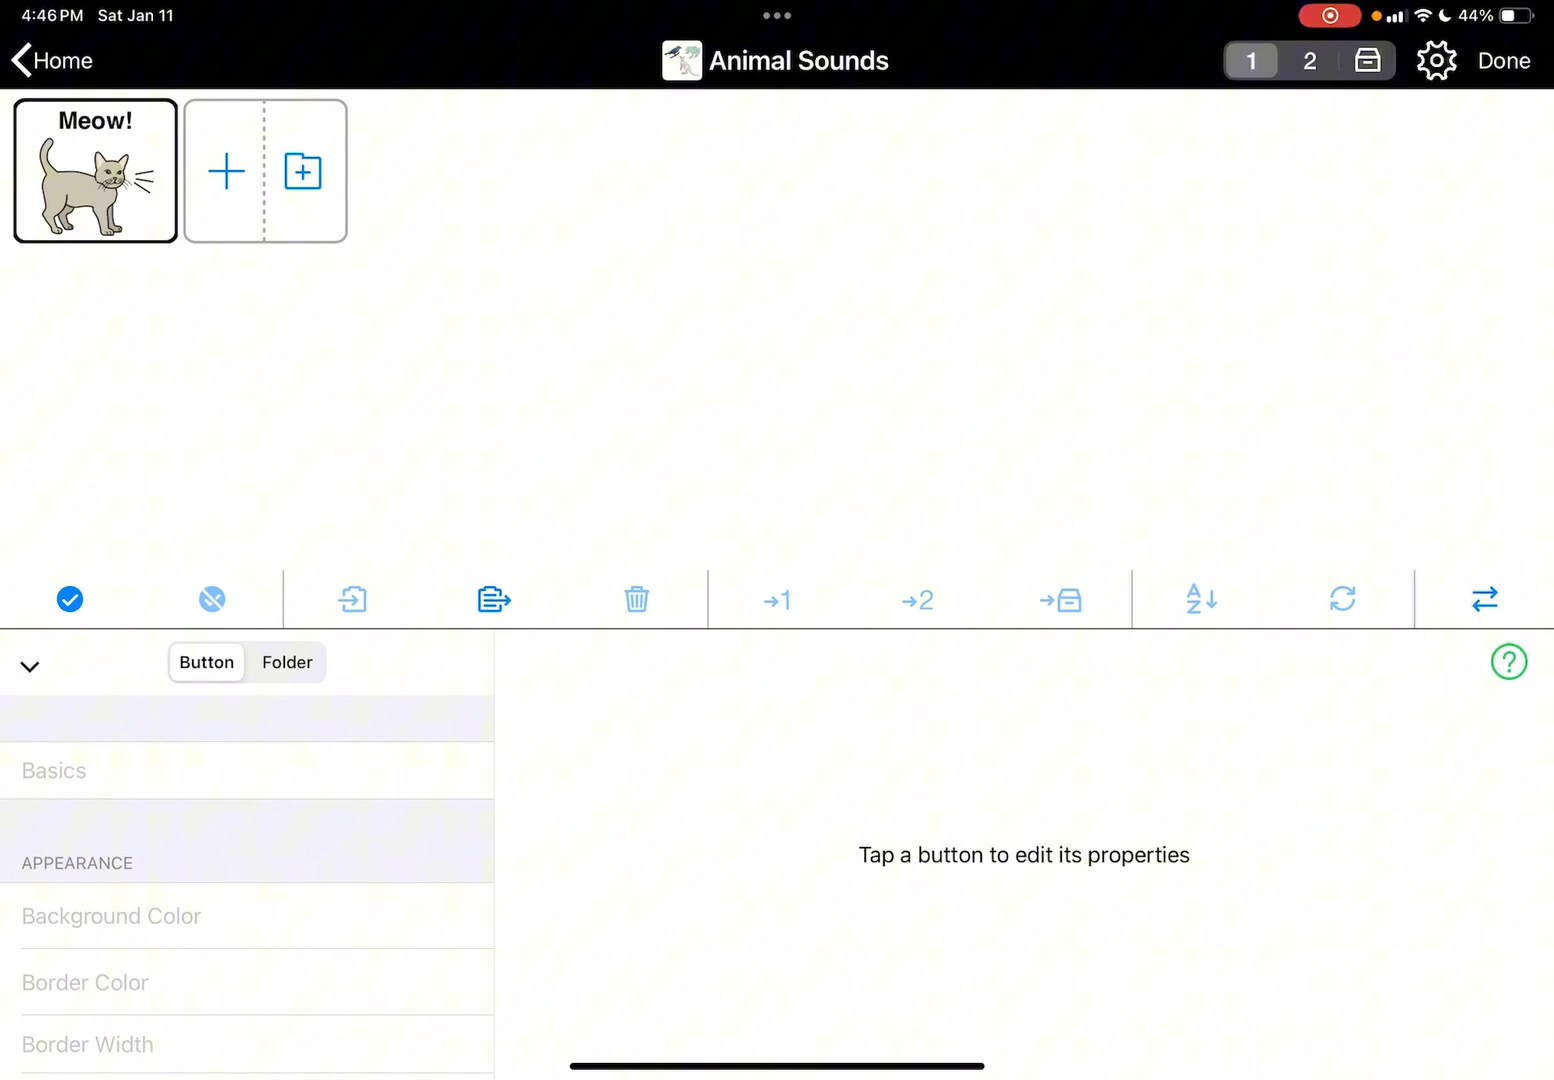 4:46 PM Sat Jan 11
44%
Home
Animal Sounds
1
2
Done
Meow!
1
2
A
Z
Button
Folder
Basics
APPEARANCE
Background Color
Border Color
Border Width
Tap a button to edit its properties
?